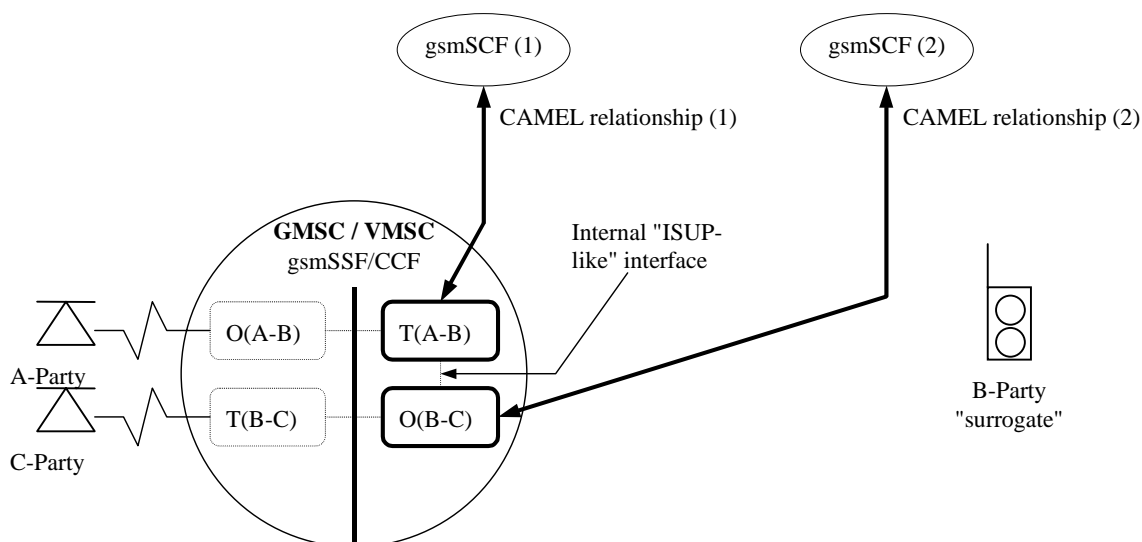 gsmSCF (1)
gsmSCF (2)
CAMEL relationship (1)
CAMEL relationship (2)
GMSC / VMSC
gsmSSF/CCF
Internal "ISUP-
like" interface
O(A-B)
T(A-B)
A-Party
T(B-C)
O(B-C)
C-Party
B-Party
"surrogate"